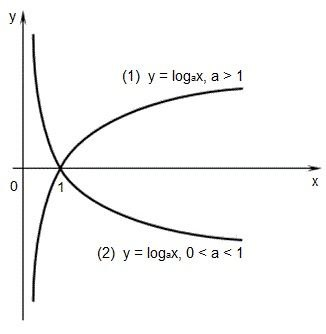 y
(1) y = logₐx, a > 1
0
1
x
(2) y = logₐx, 0 < a < 1